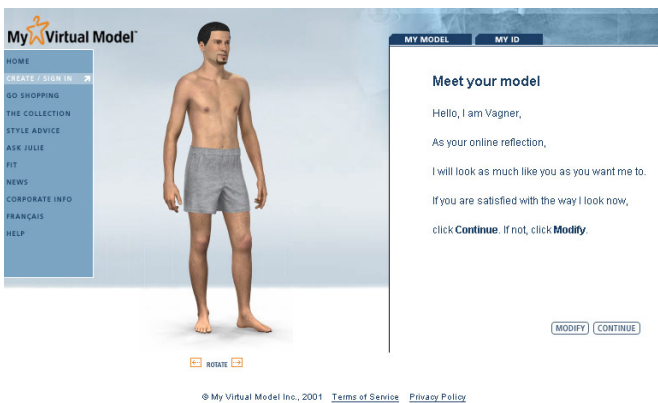 My Virtual Model™
HOME
CREATE / SIGN IN
GO SHOPPING
THE COLLECTION
STYLE ADVICE
ASK JULIE
FIT
NEWS
CORPORATE INFO
FRANÇAIS
HELP
MY MODEL MY ID
Meet your model
Hello, I am Vagner,
As your online reflection,
I will look as much like you as you want me to.
If you are satisfied with the way I look now,
click Continue. If not, click Modify.
MODIFY CONTINUE
ROTATE
© My Virtual Model Inc., 2001 Terms of Service Privacy Policy